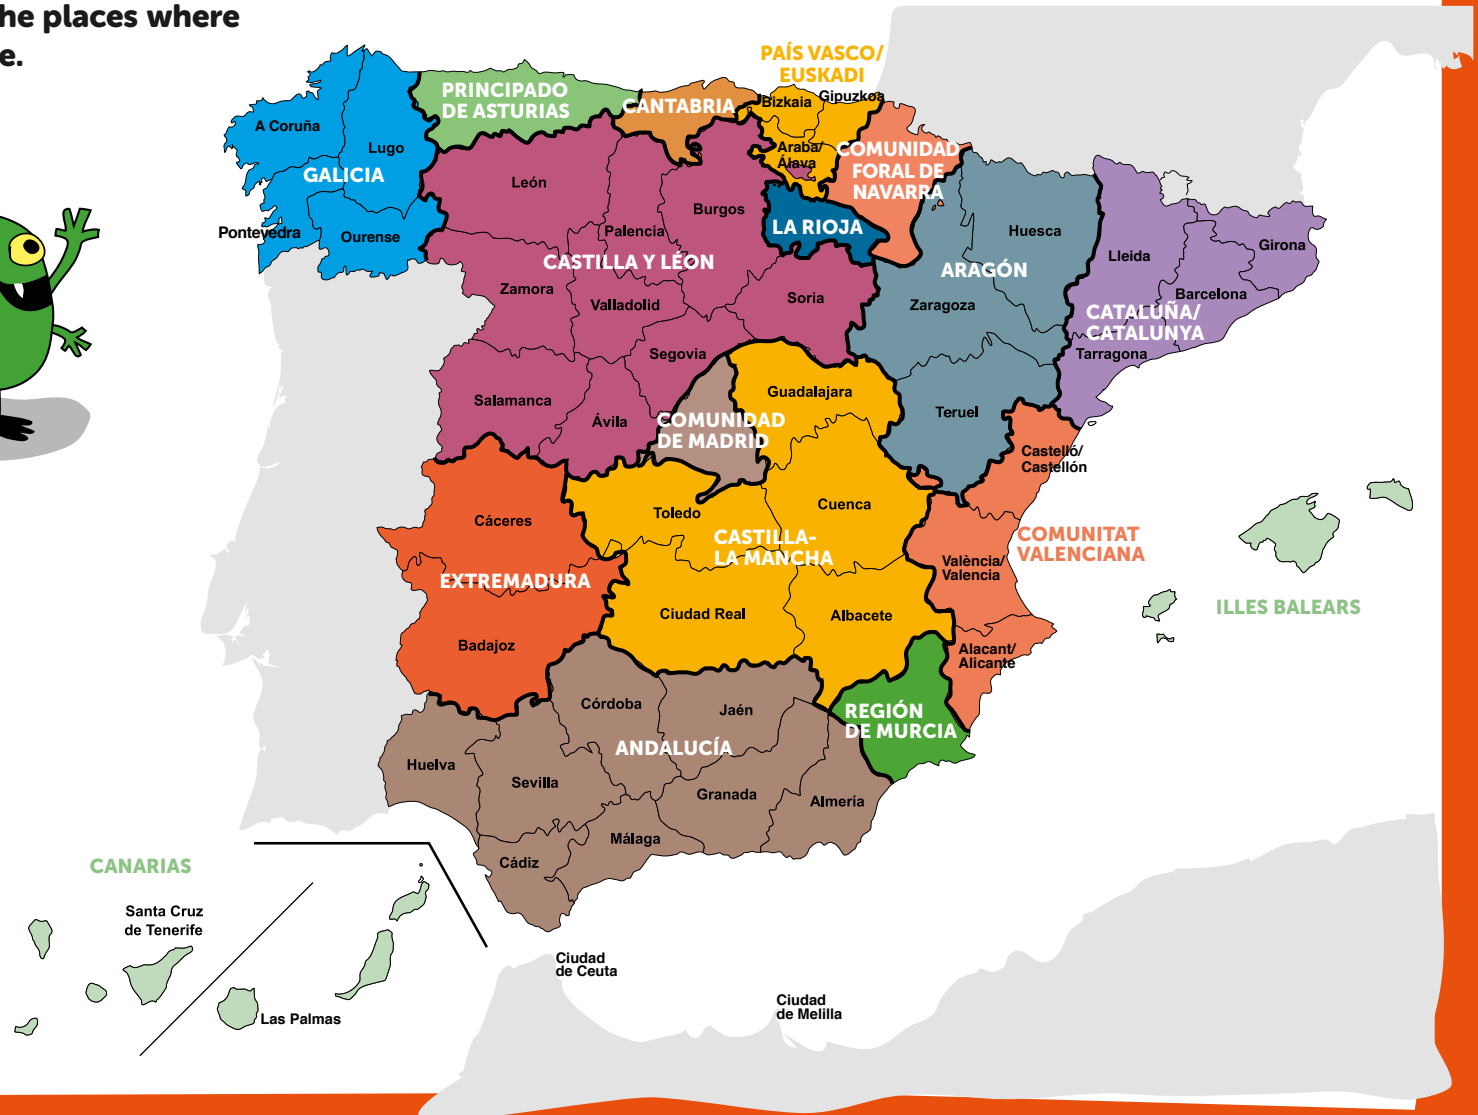 he places where
e.
PAÍS VASCO/
EUSKADI
PRINCIPADO
DE ASTURIAS
CANTABRIA
Bizkaia
Gipuzkoa
A Coruña
Lugo
Araba/
Álava
COMUNIDAD
FORAL DE
NAVARRA
GALICIA
León
Burgos
Pontevedra
Ourense
Palencia
LA RIOJA
Huesca
Lleida
Girona
CASTILLA Y LÉON
ARAGÓN
Zamora
Valladolid
Soria
Zaragoza
Barcelona
CATALUÑA/
CATALUNYA
Segovia
Tarragona
Salamanca
Ávila
Guadalajara
Teruel
COMUNIDAD
DE MADRID
Castelló/
Castellón
Cáceres
Toledo
Cuenca
CASTILLA-
LA MANCHA
COMUNITAT
VALENCIANA
València/
Valencia
EXTREMADURA
ILLES BALEARS
Ciudad Real
Albacete
Badajoz
Alacant/
Alicante
Córdoba
Jaén
REGIÓN
DE MURCIA
ANDALUCÍA
Huelva
Sevilla
Granada
Almería
Málaga
Cádiz
CANARIAS
Santa Cruz
de Tenerife
Las Palmas
Ciudad
de Ceuta
Ciudad
de Melilla